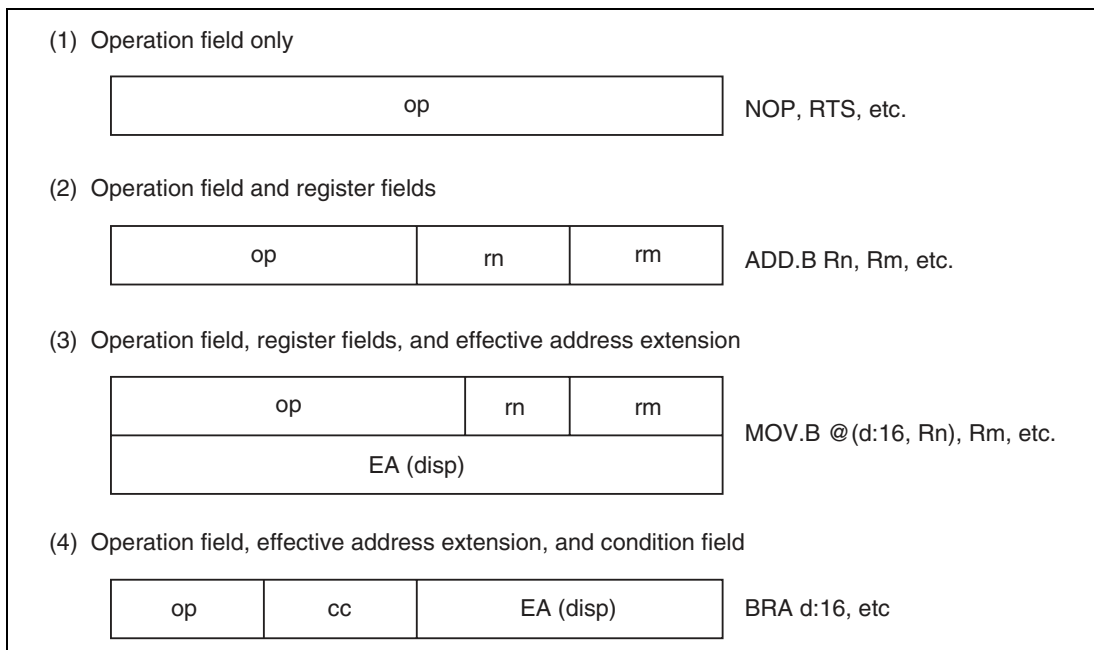 (1) Operation field only
op
NOP, RTS, etc.
(2) Operation field and register fields
op rn rm
ADD.B Rn, Rm, etc.
(3) Operation field, register fields, and effective address extension
op rn rm
EA (disp)
MOV.B @(d:16, Rn), Rm, etc.
(4) Operation field, effective address extension, and condition field
op cc EA (disp)
BRA d:16, etc